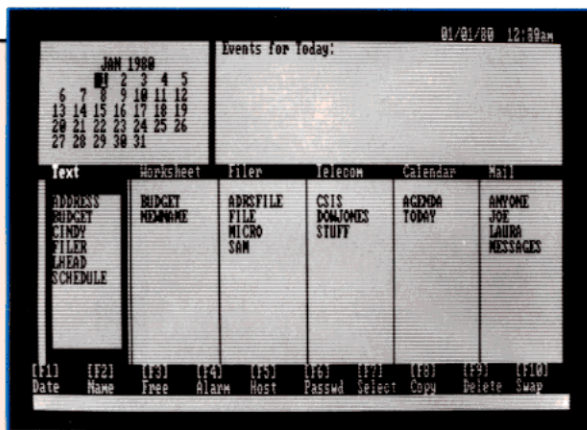 01/01/80 12:09am
JAN 1980
1 2 3 4 5
6 7 8 9 10 11 12
13 14 15 16 17 18 19
20 21 22 23 24 25 26
27 28 29 30 31
Events for Today:
Text Worksheet Filer Telecom Calendar Mail
ADDRESS
BUDGET
CINDY
FILER
LHEAD
SCHEDULE
BUDGET
NEWNAME
ADRSFILE
FILE
MICRO
SAM
CSIS
DOWJONES
STUFF
AGENDA
TODAY
ANYONE
JOE
LAURA
MESSAGES
[F1] [F2] [F3] [F4] [F5] [F6] [F7] [F8] [F9] [F10]
Date Name Free Alarm Host Passwd Select Copy Delete Swap